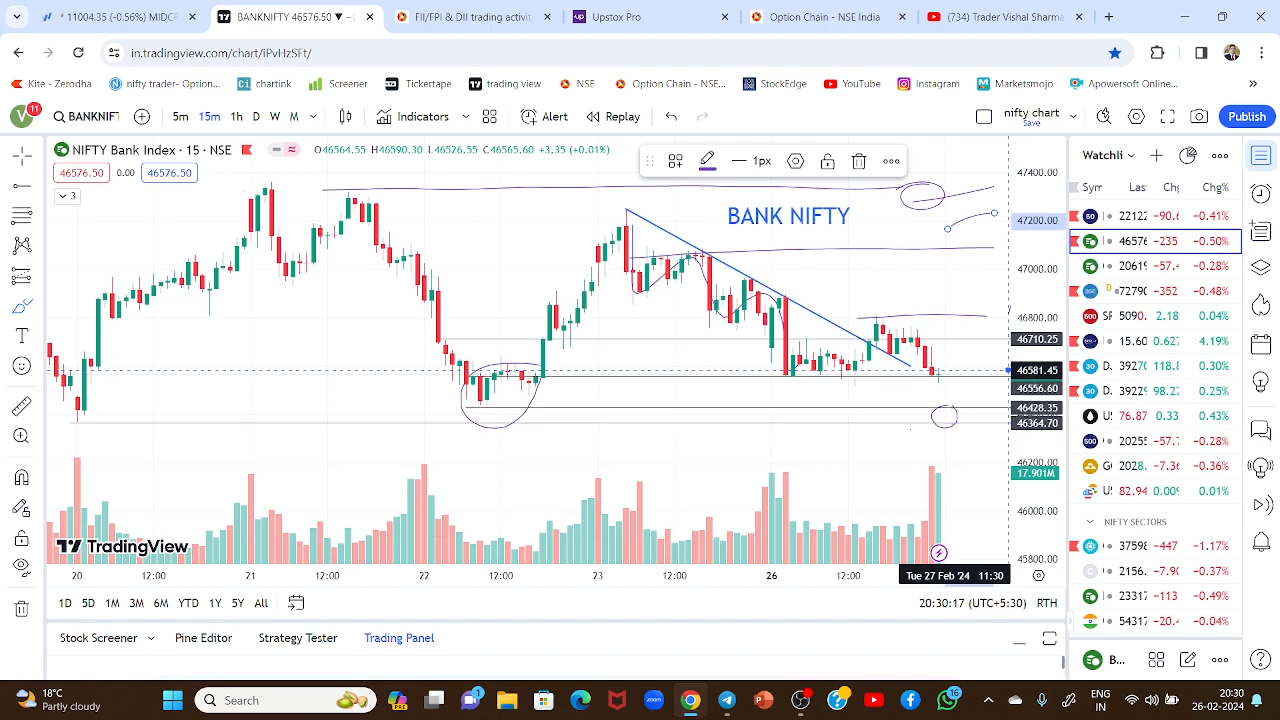 11004.35 (−0.56%) MIDCF
BANKNIFTY 46576.50 ▼ −0
FII/FPI & DII trading activit
Upstox Pro
Option Chain - NSE India
(734) Trader Vishal Sharma
in.tradingview.com/chart/iPvHzSFt/
Kite - Zerodha
nifty trader- Option...
chartink
Screener
Tickertape
trading view
NSE
Option Chain - NSE...
StockEdge
YouTube
Instagram
Marketsmojo
Apowersoft Online...
V 11
BANKNIFT
5m 15m 1h D W M
Indicators
Alert
Replay
nifty chart
Save
Publish
NIFTY Bank Index · 15 · NSE
O46564.55 H46590.30 L46526.55 C46565.60 +3.35 (+0.01%)
46576.50 0.00 46576.50
3
1px
BANK NIFTY
47400.00
47200.00
47000.00
46800.00
46710.25
46581.45
46556.60
46428.35
46364.70
46200.00
17.901M
46000.00
45800.00
TradingView
20 12:00 21 12:00 22 12:00 23 12:00 26 12:00
Tue 27 Feb '24 11:30
1D 5D 1M 3M 6M YTD 1Y 5Y All
20:30:17 (UTC+5:30) RTH
Stock Screener
Pine Editor
Strategy Tester
Trading Panel
Watchli
Syr Las Chg Chg%
22122 −90.6 −0.41%
46576 −235 −0.50%
20619 −57.4 −0.28%
72790 −352 −0.48%
SF 5090. 2.18 0.04%
15.60 0.627 4.19%
D. 39271 118.8 0.30%
D. 39229 98.22 0.25%
76.87 0.33 0.43%
20255 −57.7 −0.28%
2028. −7.36 −0.36%
82.94 0.009 0.01%
NIFTY SECTORS
37598 −447 −1.17%
2156. −7.90 −0.37%
23317 −113 −0.49%
54317 −20.4 −0.04%
B...
18°C
Partly cloudy
Search
ENG
IN
20:30
26-02-2024